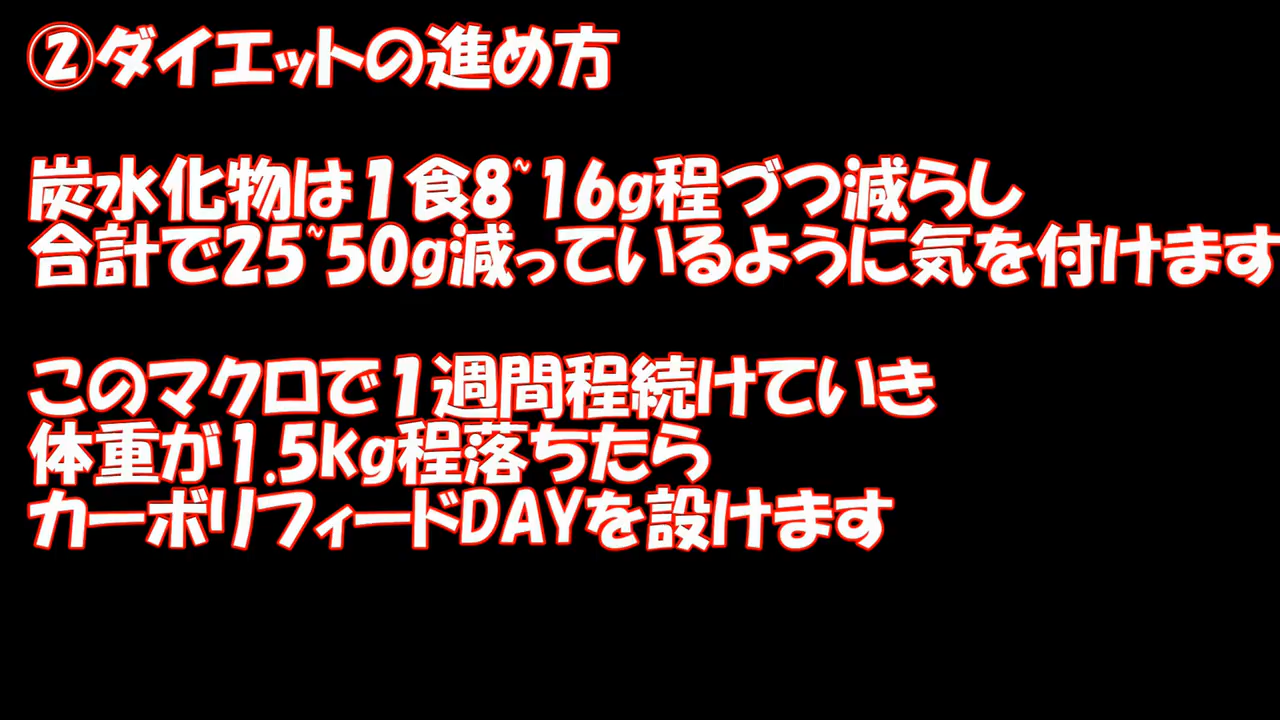 ②ダイエットの進め方
炭水化物は1食8~16g程づつ減らし
合計で25~50g減っているように気を付けます
このマクロで1週間程続けていき
体重が1.5kg程落ちたら
カーボリフィードDAYを設けます